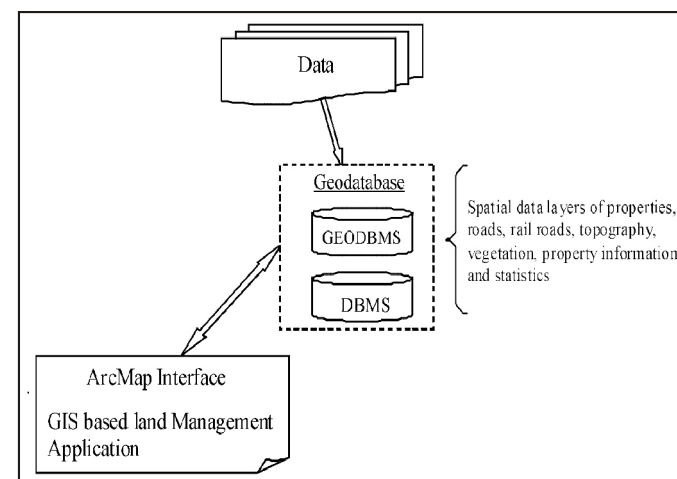 Data
Geodatabase
GEODBMS
DBMS
Spatial data layers of properties,
roads, rail roads, topography,
vegetation, property information
and statistics
ArcMap Interface
GIS based land Management
Application